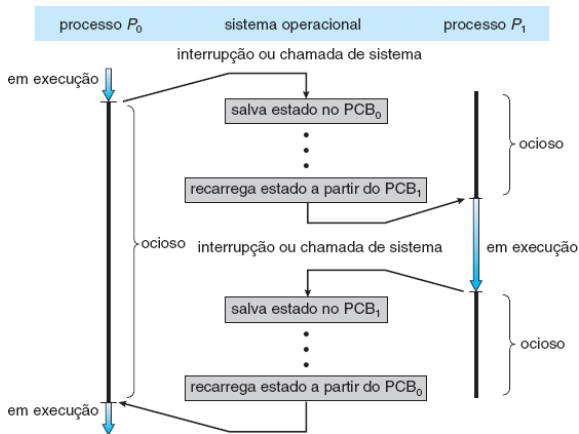 processo P0 sistema operacional processo P1
interrupção ou chamada de sistema
em execução
salva estado no PCB0
ocioso
recarrega estado a partir do PCB1
ocioso
interrupção ou chamada de sistema
em execução
salva estado no PCB1
ocioso
recarrega estado a partir do PCB0
em execução